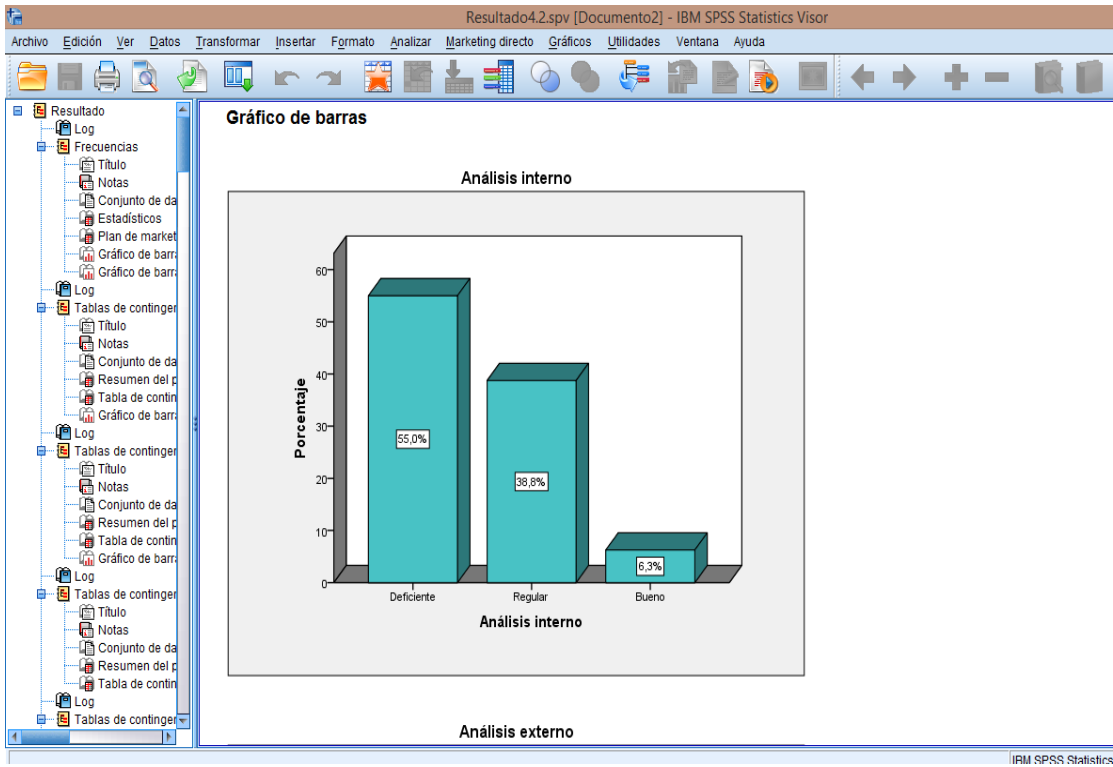 Resultado4.2.spv [Documento2] - IBM SPSS Statistics Visor
Archivo Edición Ver Datos Transformar Insertar Formato Analizar Marketing directo Gráficos Utilidades Ventana Ayuda
Resultado
Log
Frecuencias
Título
Notas
Conjunto de da
Estadísticos
Plan de market
Gráfico de barra
Gráfico de barra
Log
Tablas de continger
Título
Notas
Conjunto de da
Resumen del p
Tabla de contin
Gráfico de barra
Log
Tablas de continger
Título
Notas
Conjunto de da
Resumen del p
Tabla de contin
Gráfico de barra
Log
Tablas de continger
Título
Notas
Conjunto de da
Resumen del p
Tabla de contin
Log
Tablas de continger
Gráfico de barras
Análisis interno
Porcentaje
60
50
40
30
20
10
0
55,0%
38,8%
6,3%
Deficiente Regular Bueno
Análisis interno
Análisis externo
IBM SPSS Statistics